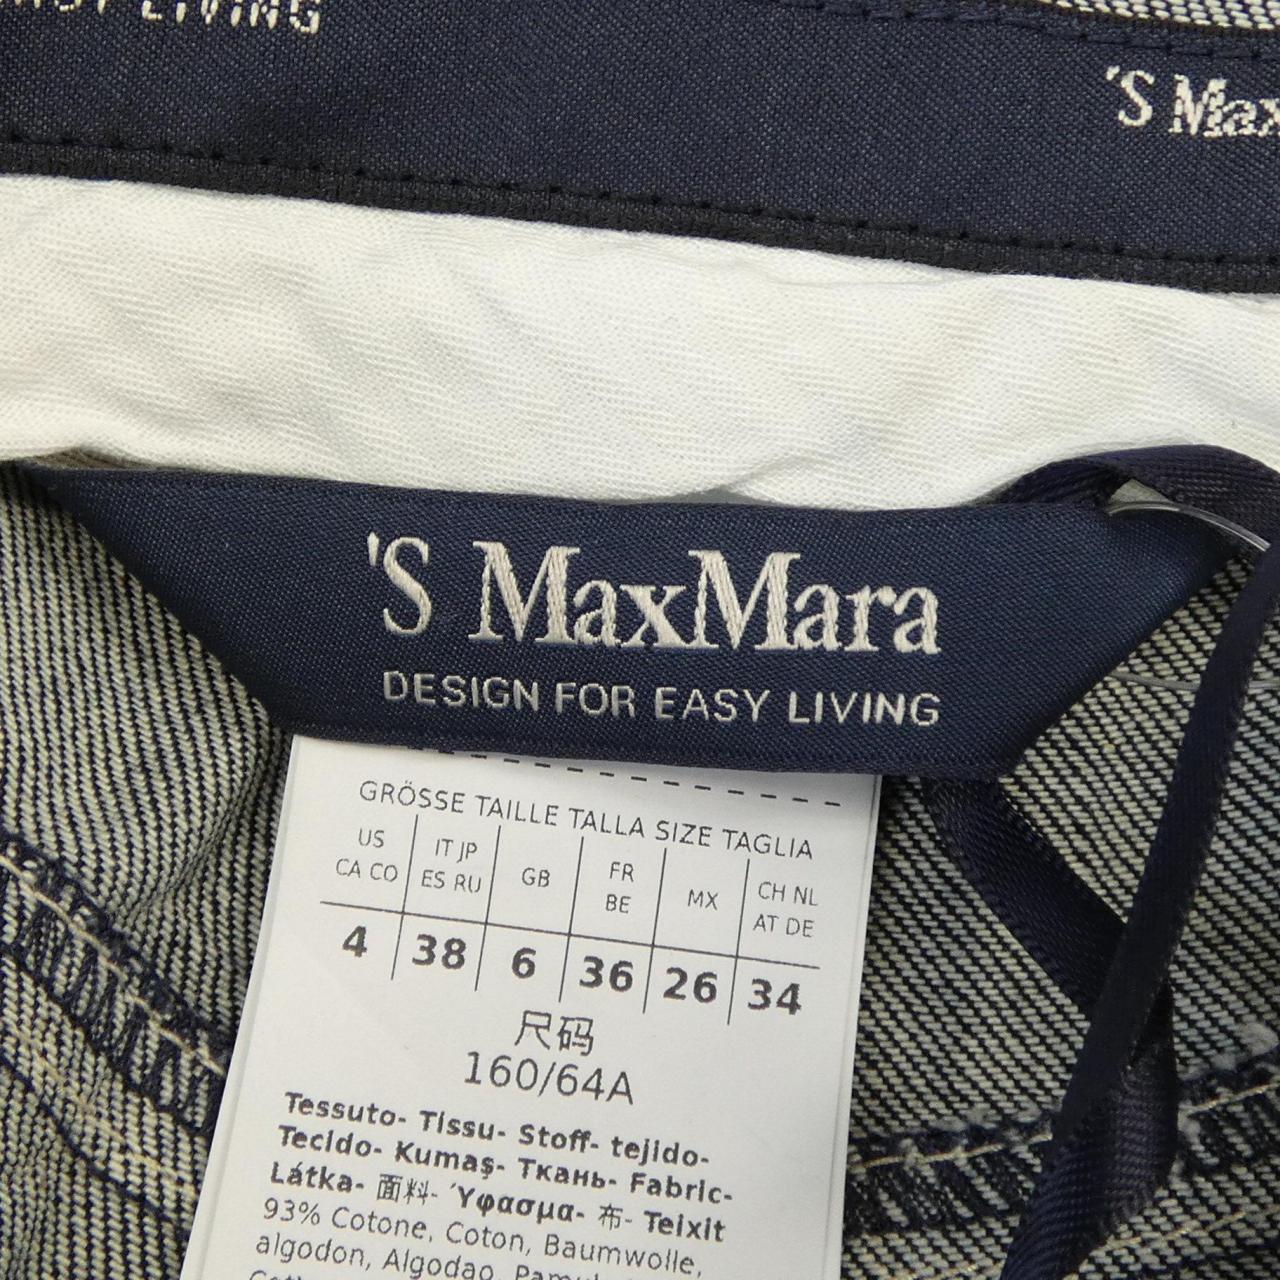 LIVING
'S Max
'S MaxMara
DESIGN FOR EASY LIVING
GRÖSSE TAILLE TALLA SIZE TAGLIA
US CA CO | IT JP ES RU | GB | FR BE | MX | CH NL AT DE
4 | 38 | 6 | 36 | 26 | 34
尺码
160/64A
Tessuto- Tissu- Stoff- tejido-
Tecido- Kumaş- Ткань- Fabric-
Látka- 面料- Ύφασμα- 布- Teixit
93% Cotone, Coton, Baumwolle,
algodon, Algodao,